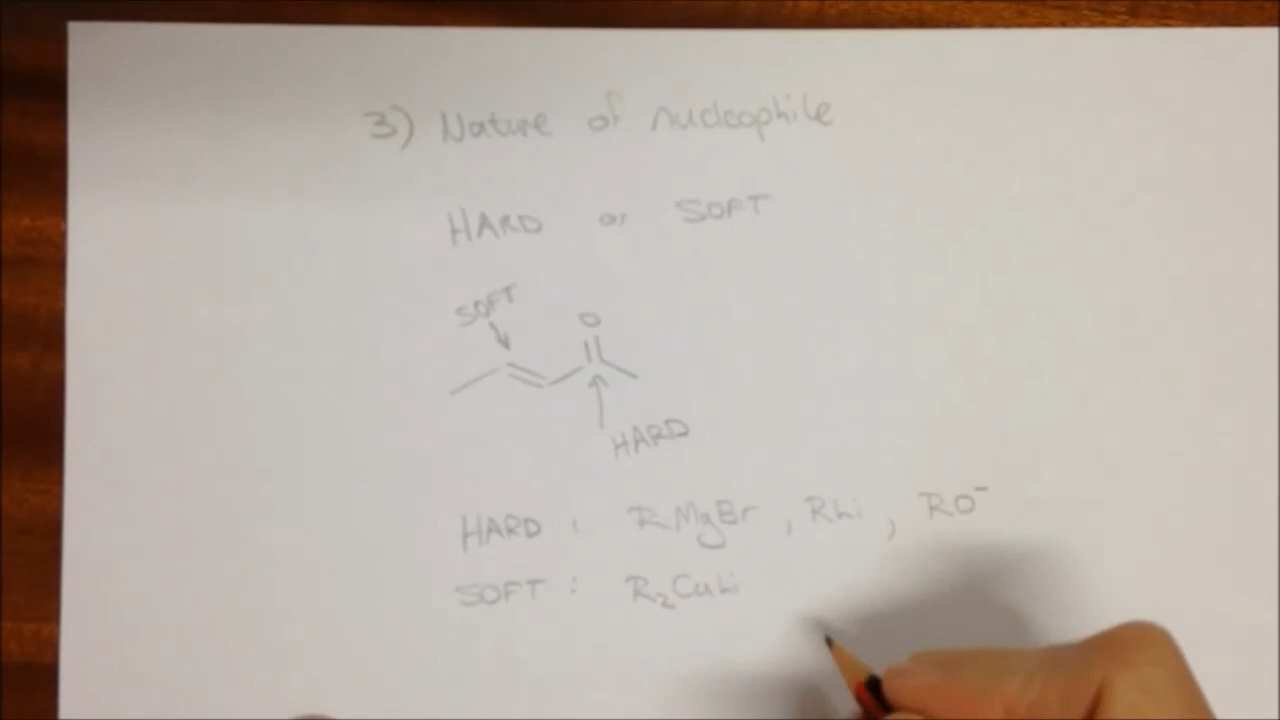 3) Nature of nucleophile
HARD or SOFT
SOFT
O
HARD
HARD : RMgBr , RLi , RO⁻
SOFT : R₂CuLi